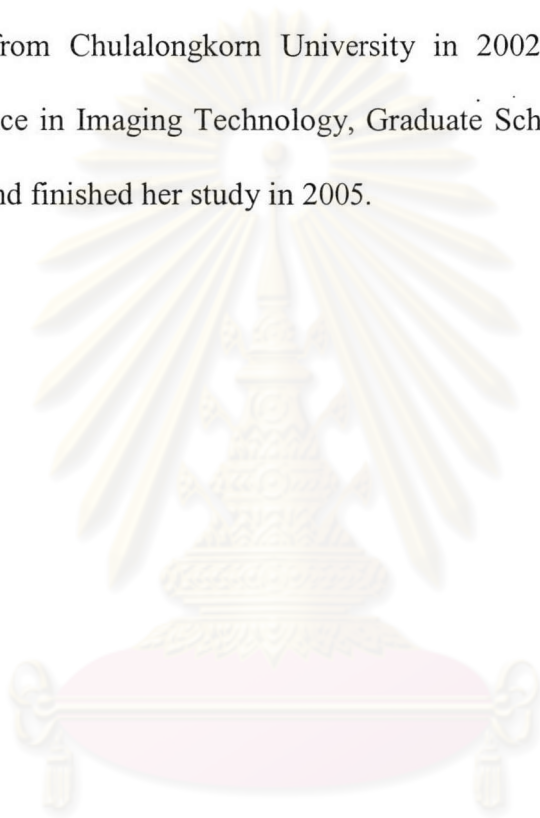 from Chulalongkorn University in 2002
ce in Imaging Technology, Graduate Sch
nd finished her study in 2005.